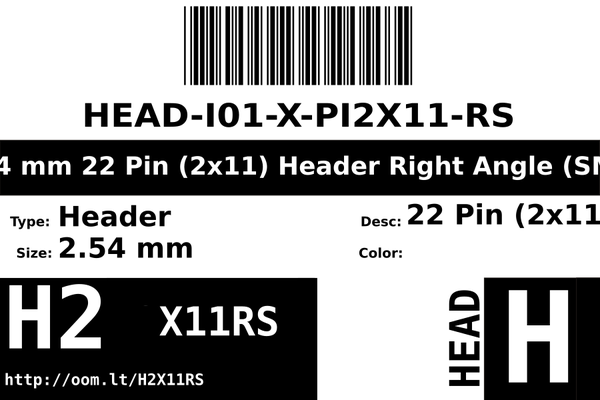 HEAD-I01-X-PI2X11-RS
4 mm 22 Pin (2x11) Header Right Angle (SM
Type: Header
Desc: 22 Pin (2x11
Size: 2.54 mm
Color:
H2 X11RS
http://oom.lt/H2X11RS
HEAD
H